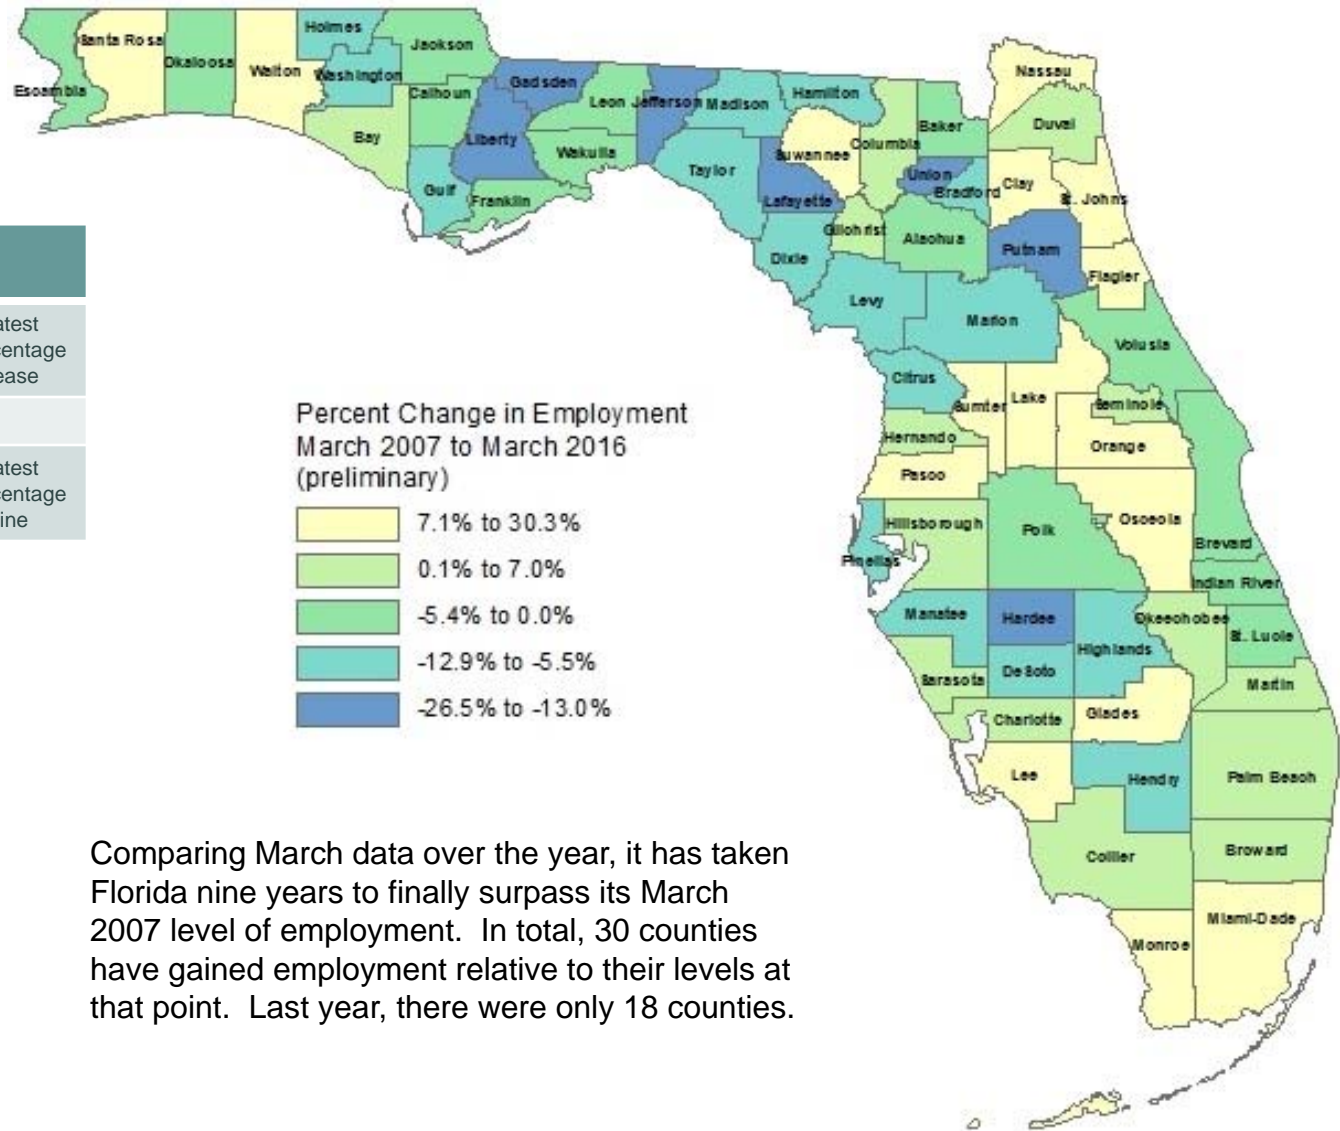 Holmes
Santa Rosa
Jackson
Okaloosa
Walton
Washington
Nassau
Escambia
Gadsden
Calhoun
Leon
Jefferson
Madison
Hamilton
Bay
Liberty
Wakulla
Suwannee
Columbia
Baker
Duval
Taylor
Union
Clay
Gulf
Franklin
Lafayette
Bradford
St. Johns
Gilchrist
Alachua
Putnam
Dixie
Flagler
Levy
Marion
Volusia
Citrus
Sumter
Lake
Seminole
Hernando
Orange
Pasco
Hillsborough
Polk
Osceola
Brevard
Pinellas
Indian River
Manatee
Hardee
Okeechobee
St. Lucie
Highlands
Sarasota
DeSoto
Martin
Charlotte
Glades
Lee
Hendry
Palm Beach
Collier
Broward
Miami-Dade
Monroe
atest
centage
ease
atest
centage
ine
Percent Change in Employment
March 2007 to March 2016
(preliminary)
7.1% to 30.3%
0.1% to 7.0%
-5.4% to 0.0%
-12.9% to -5.5%
-26.5% to -13.0%
Comparing March data over the year, it has taken
Florida nine years to finally surpass its March
2007 level of employment.  In total, 30 counties
have gained employment relative to their levels at
that point.  Last year, there were only 18 counties.